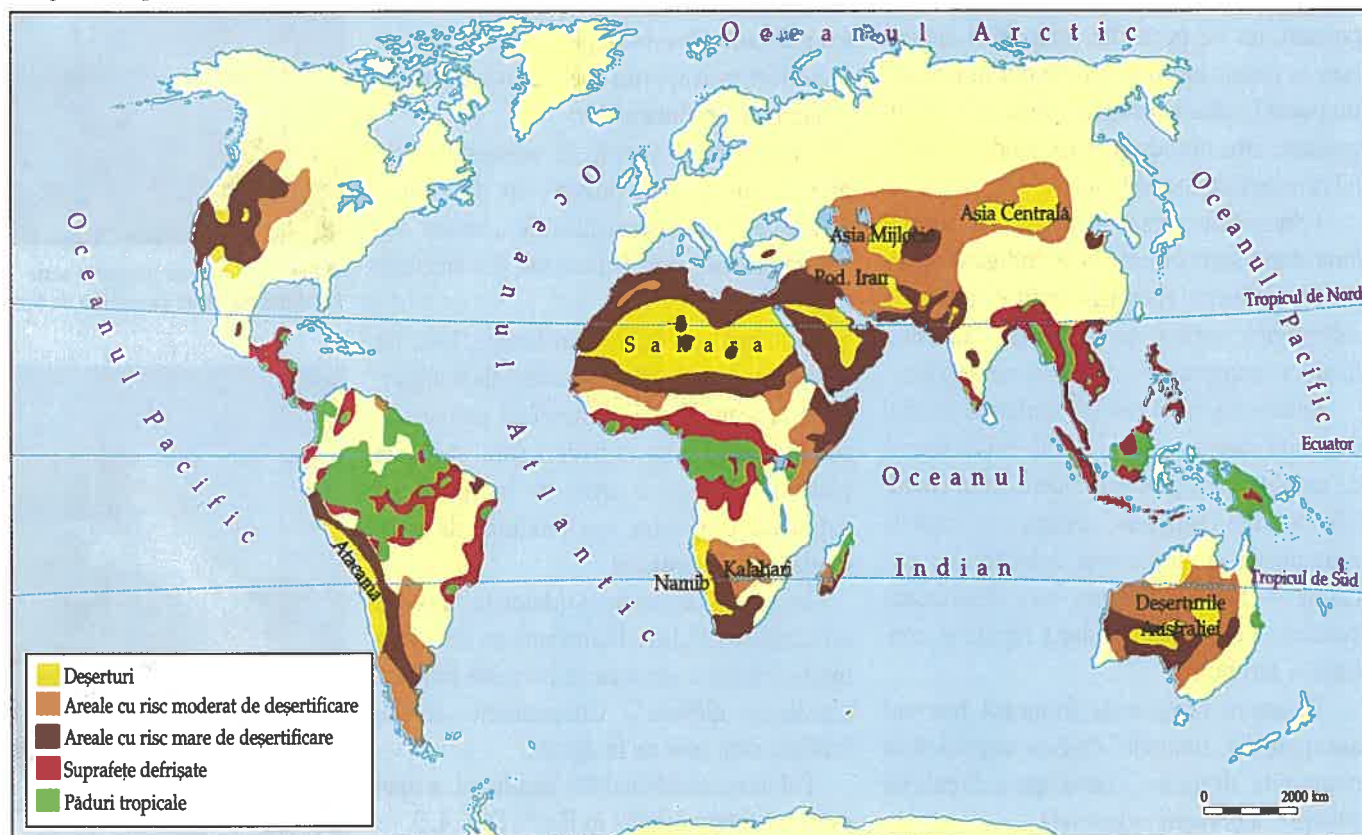 Oceanul Arctic
Oceanul Pacific
Oceanul Atlantic
Oceanul Pacific
Asia Centrala
Asia Mijlocie
Pod. Iran
Tropicul de Nord
Sahara
Ecuator
Oceanul
Indian
Atacama
Namib
Kalahari
Tropicul de Sud
Deșerturile
Australiei
Deșerturi
Areale cu risc moderat de deșertificare
Areale cu risc mare de deșertificare
Suprafețe defrișate
Păduri tropicale
0 2000 km